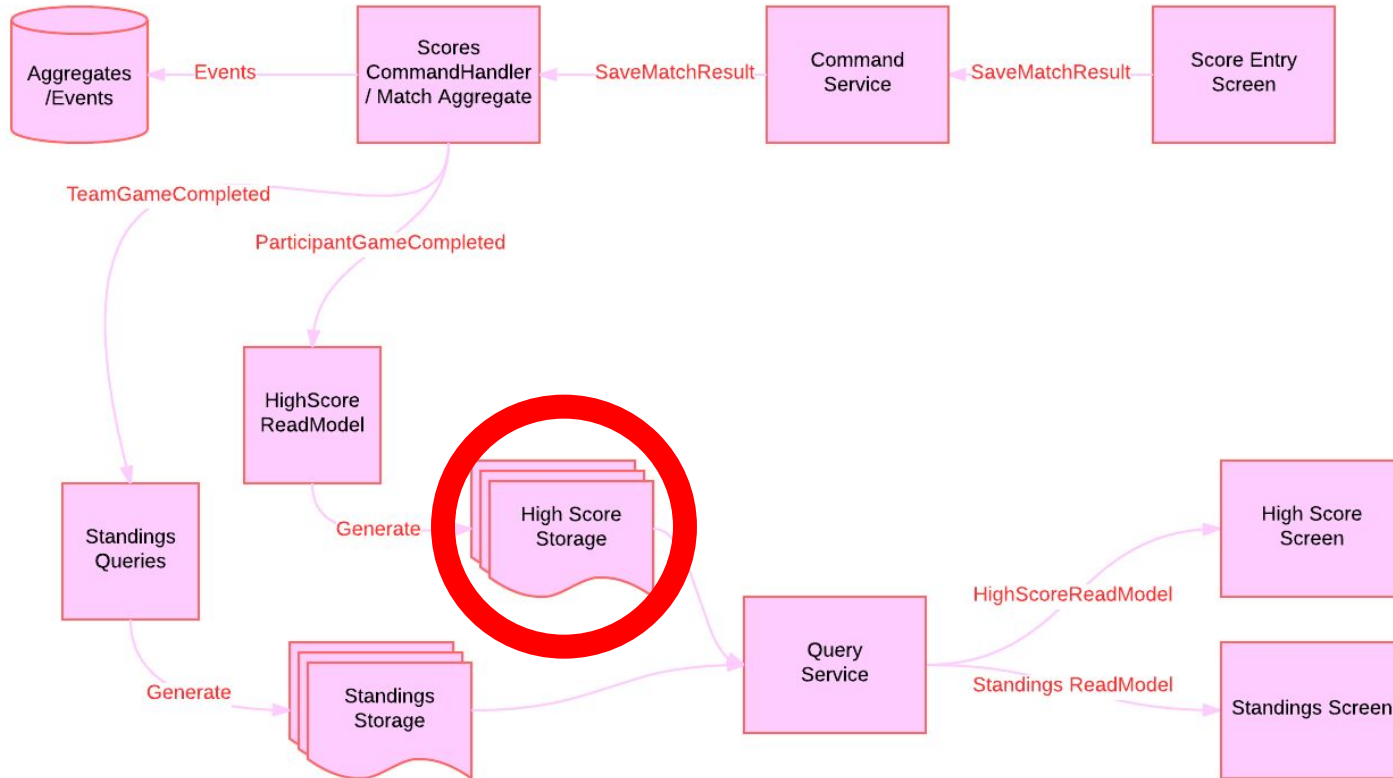 Aggregates
/Events
Events
Scores
CommandHandler
/ Match Aggregate
SaveMatchResult
Command
Service
SaveMatchResult
Score Entry
Screen
TeamGameCompleted
ParticipantGameCompleted
HighScore
ReadModel
Standings
Queries
Generate
High Score
Storage
High Score
Screen
HighScoreReadModel
Query
Service
Generate
Standings
Storage
Standings ReadModel
Standings Screen